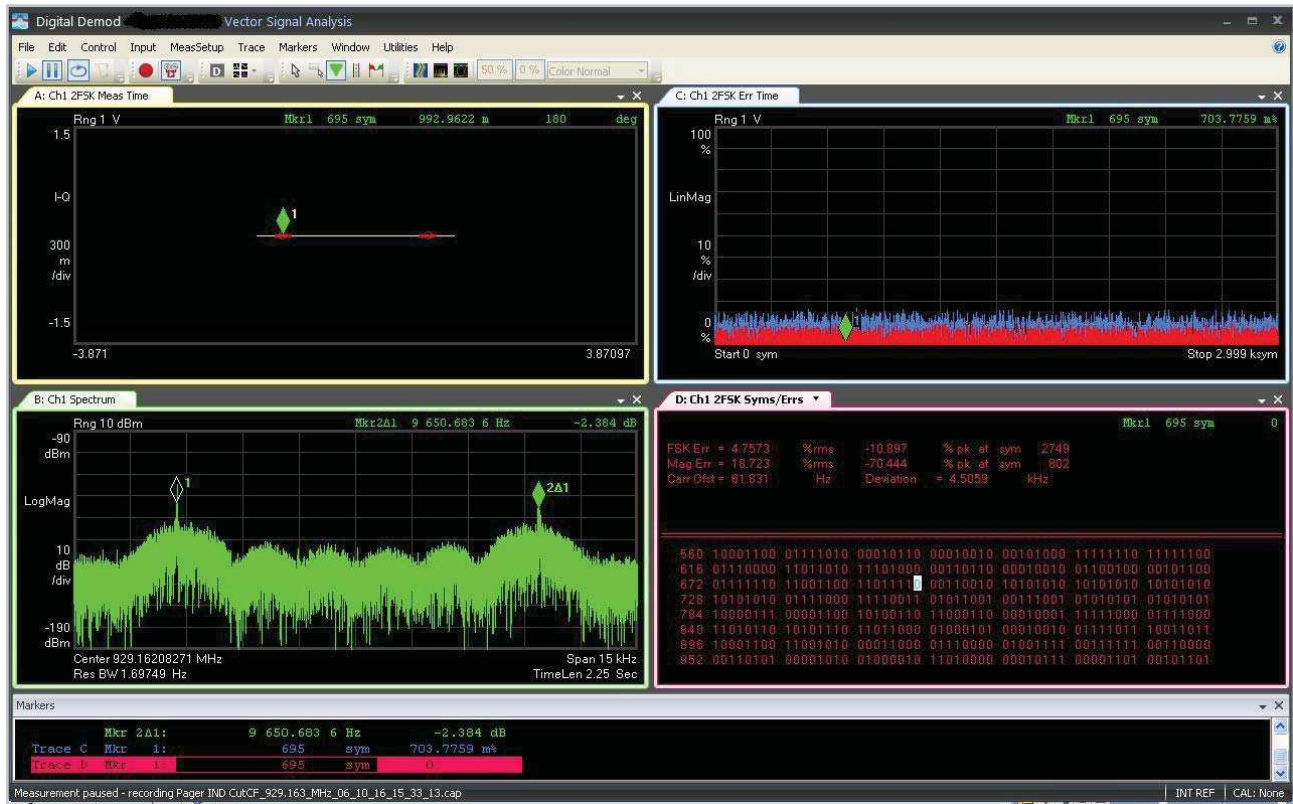 Digital Demod Vector Signal Analysis
File Edit Control Input MeasSetup Trace Markers Window Utilities Help
50 % 0 % Color Normal
A: Ch1 2FSK Meas Time
Rng 1 V Mkr1 695 sym 992.9622 m 180 deg
1.5
I-Q
1
300
m
/div
-1.5
-3.871 3.87097
C: Ch1 2FSK Err Time
Rng 1 V Mkr1 695 sym 703.7759 m%
100
%
LinMag
10
%
/div
0
%
1
Start 0 sym Stop 2.999 ksym
B: Ch1 Spectrum
Rng 10 dBm Mkr2Δ1 9 650.683 6 Hz -2.384 dB
-90
dBm
1
2Δ1
LogMag
10
dB
/div
-190
dBm
Center 929.16208271 MHz Span 15 kHz
Res BW 1.69749 Hz TimeLen 2.25 Sec
D: Ch1 2FSK Syms/Errs
Mkr1 695 sym 0
FSK Err = 4.7573 %rms -10.897 % pk at sym 2749
Mag Err = 18.723 %rms -70.444 % pk at sym 802
Carr Ofst = 61.831 Hz Deviation = 4.5059 kHz
560 10001100 01111010 00010110 00010010 00101000 11111110 11111100
616 01110000 11011010 11101000 00110110 00010010 01100100 00101100
672 01111110 11001100 11011110 00110010 10101010 10101010 10101010
728 10101010 01111000 11110011 01011001 00111001 01010101 01010101
784 10000111 00001100 10100110 11000110 00010001 11111000 01111000
840 11010110 10101110 11011000 01000101 00010010 01111011 10011011
896 10001100 11001010 00011000 01110000 01001111 00111111 00110000
952 00110101 00001010 01000010 11010000 00010111 00001101 00101101
Markers
Mkr 2Δ1: 9 650.683 6 Hz -2.384 dB
Trace C Mkr 1: 695 sym 703.7759 m%
Trace D Mkr 1: 695 sym 0
Measurement paused - recording Pager IND CutCF_929.163_MHz_06_10_16_15_33_13.cap INT REF CAL: None